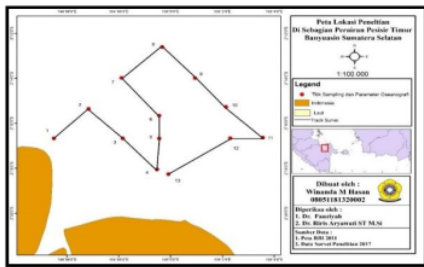 Peta Lokasi Penelitian
Di Sebagian Perairan Pesisir Timur
Banyuasin Sumatera Selatan
1:100.000
Legend
Titik Sampling dan Parameter Oceanografi
Indonesia
Laut
Track Survei
Dibuat oleh :
Winanda M Hasan
08051181320002
Diperiksa oleh :
1. Dr. Fauziyah
2. Dr. Riris Aryawati ST M.Si
Sumber Data :
1. Peta RBI 2014
2. Data Survei Penelitian 2017
1
2
3
4
5
6
7
8
9
10
11
12
13